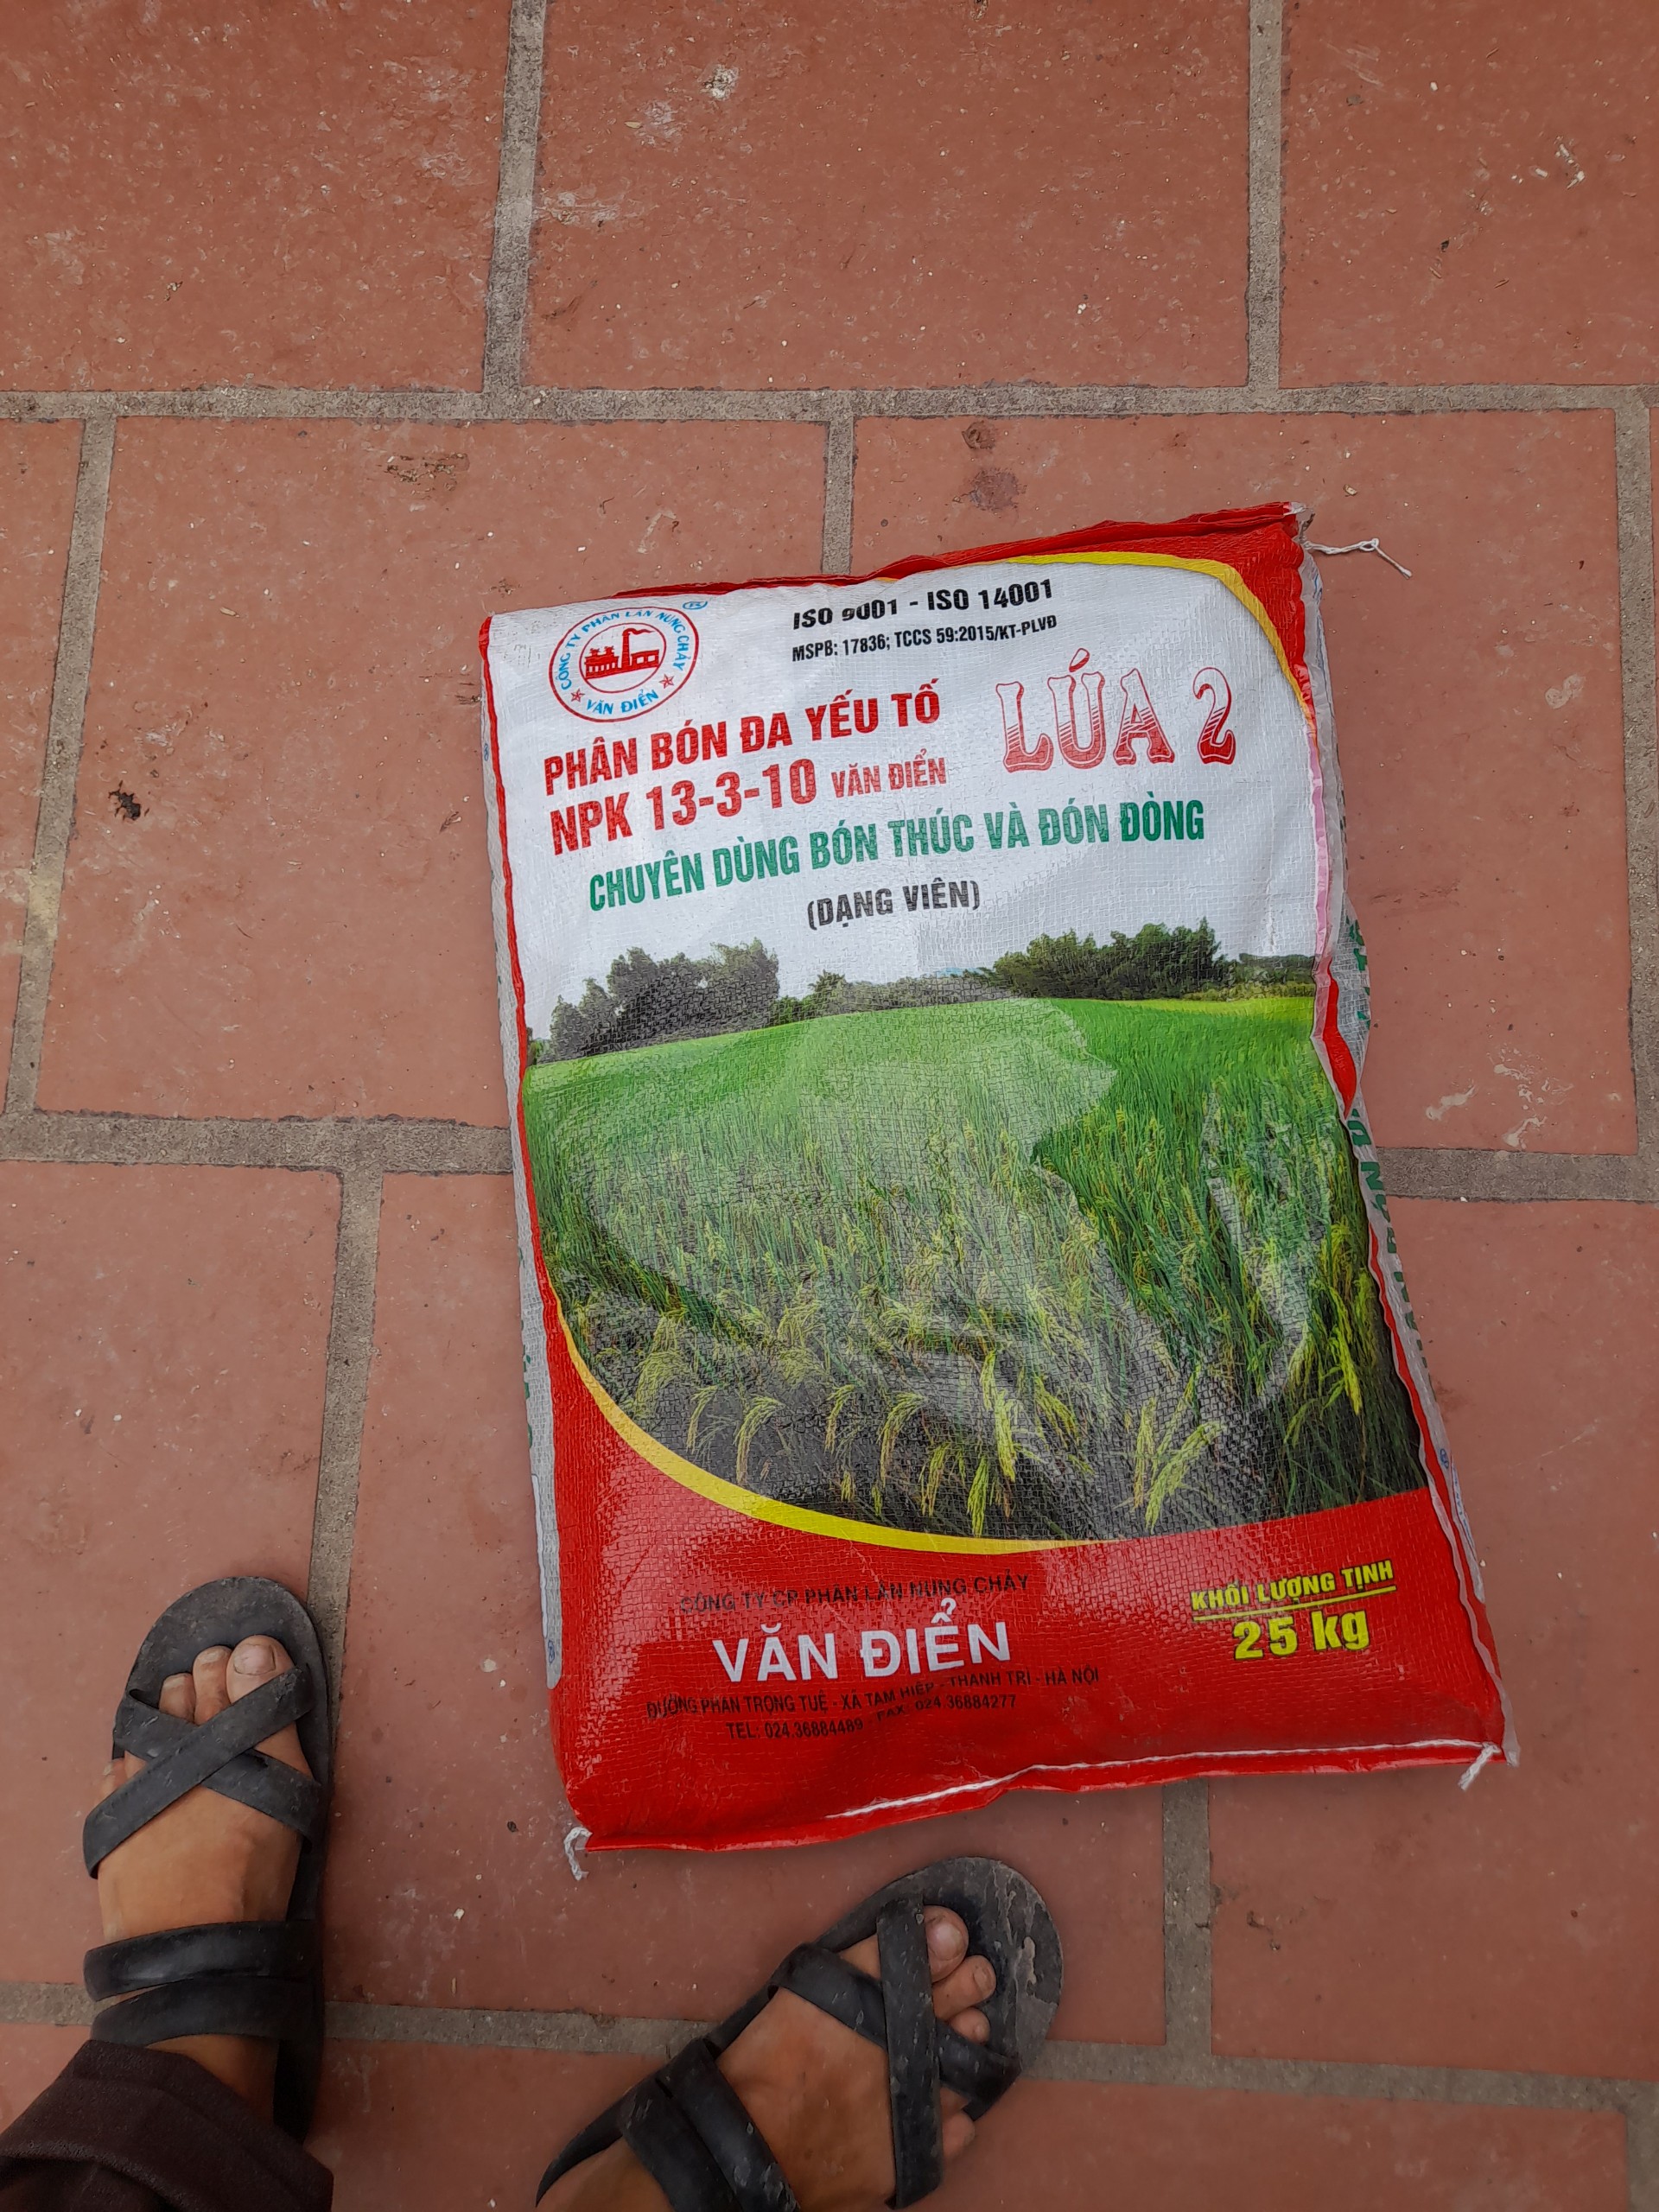 ISO 9001 - ISO 14001
MSPB: 17836; TCCS 59:2015/KT-PLVĐ
CÔNG TY PHÂN LÂN NUNG CHẢY
VĂN ĐIỂN
PHÂN BÓN ĐA YẾU TỐ
LÚA 2
NPK 13-3-10 VĂN ĐIỂN
CHUYÊN DÙNG BÓN THÚC VÀ ĐÓN ĐÒNG
(DẠNG VIÊN)
CÔNG TY CP PHÂN LÂN NUNG CHẢY
VĂN ĐIỂN
ĐƯỜNG PHAN TRỌNG TUỆ - XÃ TAM HIỆP - THANH TRÌ - HÀ NỘI
TEL: 024.36884489 - FAX: 024.36884277
KHỐI LƯỢNG TỊNH
25 kg